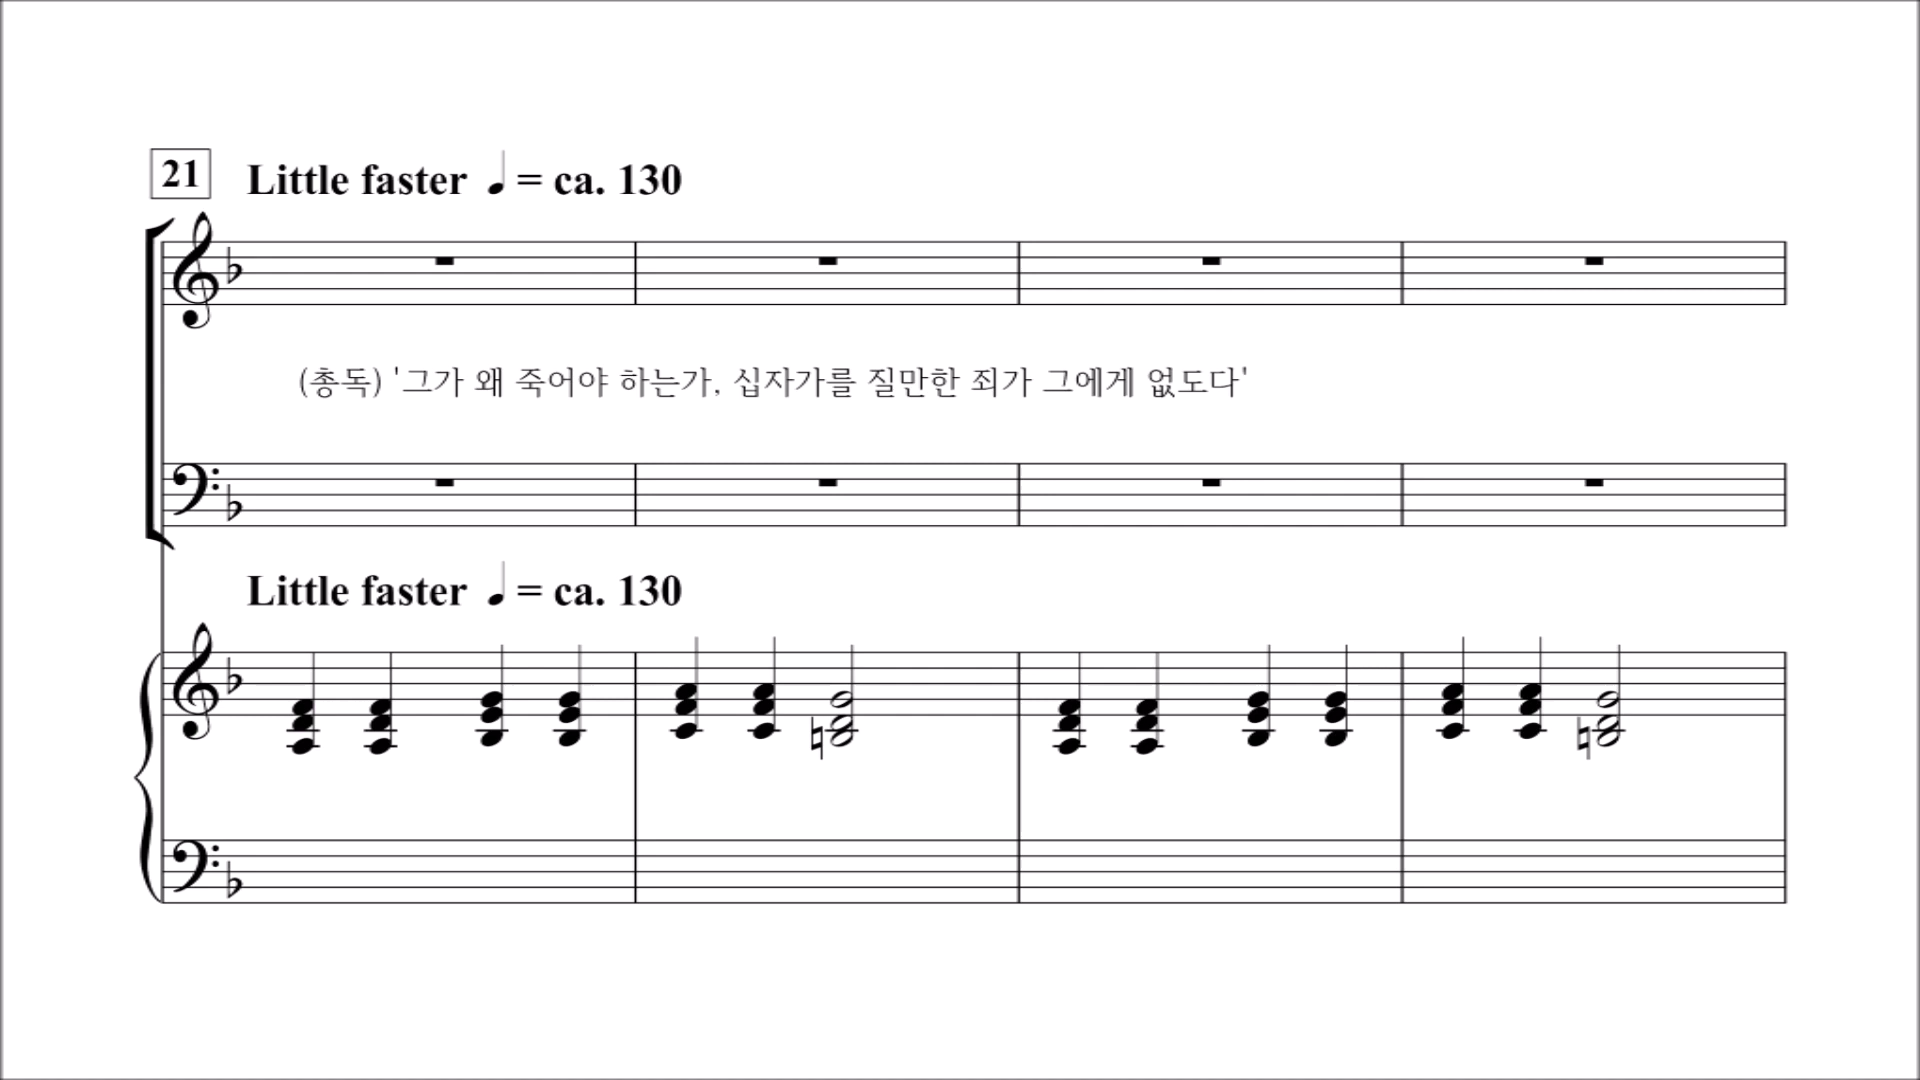 21 Little faster ♩ = ca. 130
(총독) '그가 왜 죽어야 하는가, 십자가를 질만한 죄가 그에게 없도다'
Little faster ♩ = ca. 130